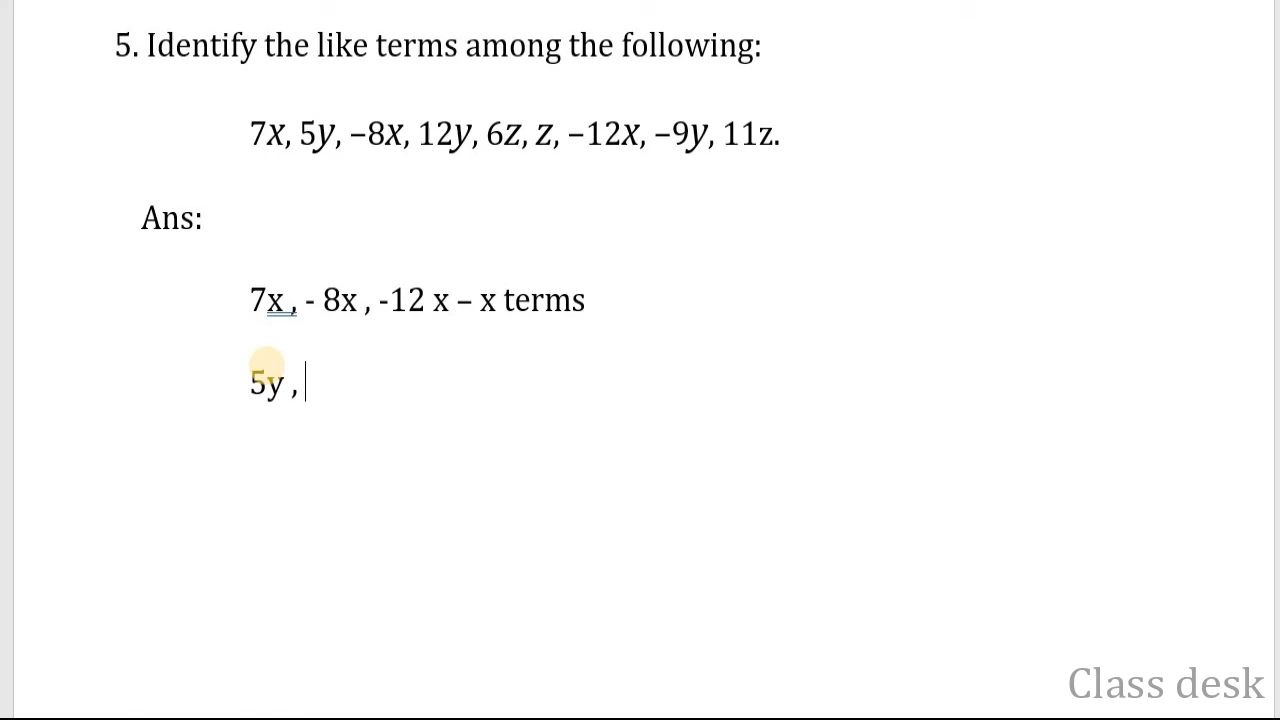 5. Identify the like terms among the following:
7x, 5y, −8x, 12y, 6z, z, −12x, −9y, 11z.
Ans:
7x , - 8x , -12 x – x terms
5y ,
Class desk